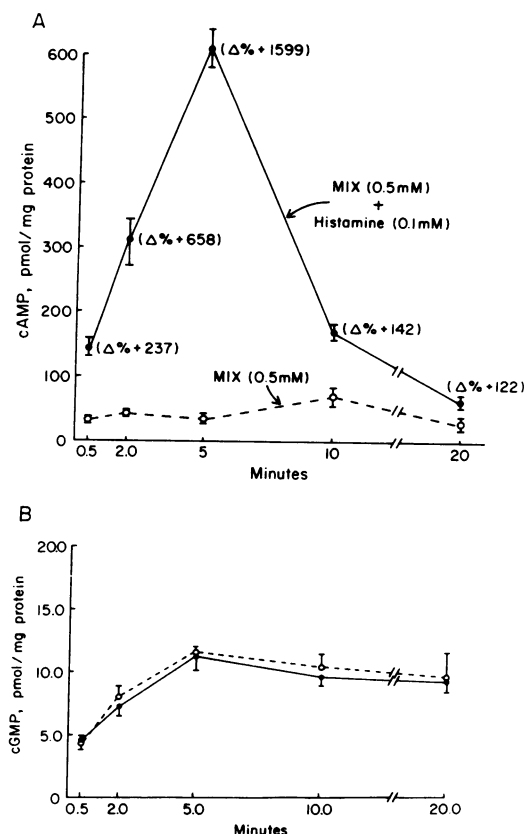 A
600
500
400
300
200
100
0
cAMP, pmol/mg protein
(Δ%+1599)
MIX (0.5mM)
+
Histamine (0.1mM)
(Δ%+658)
(Δ%+237)
(Δ%+142)
MIX (0.5mM)
(Δ%+122)
0.5 2.0 5 10 20
Minutes
B
20.0
15.0
10.0
5.0
0
cGMP, pmol/mg protein
0.5 2.0 5.0 10.0 20.0
Minutes